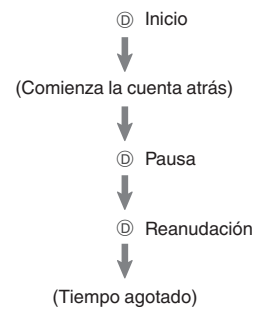 Ⓓ Inicio
(Comienza la cuenta atrás)
Ⓓ Pausa
Ⓓ Reanudación
(Tiempo agotado)